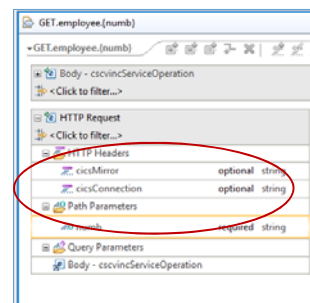 GET.employee.{numb}
GET.employee.{numb}
Body - cscvincServiceOperation
<Click to filter...>
HTTP Request
<Click to filter...>
HTTP Headers
cicsMirror optional string
cicsConnection optional string
Path Parameters
numb required string
Query Parameters
Body - cscvincServiceOperation